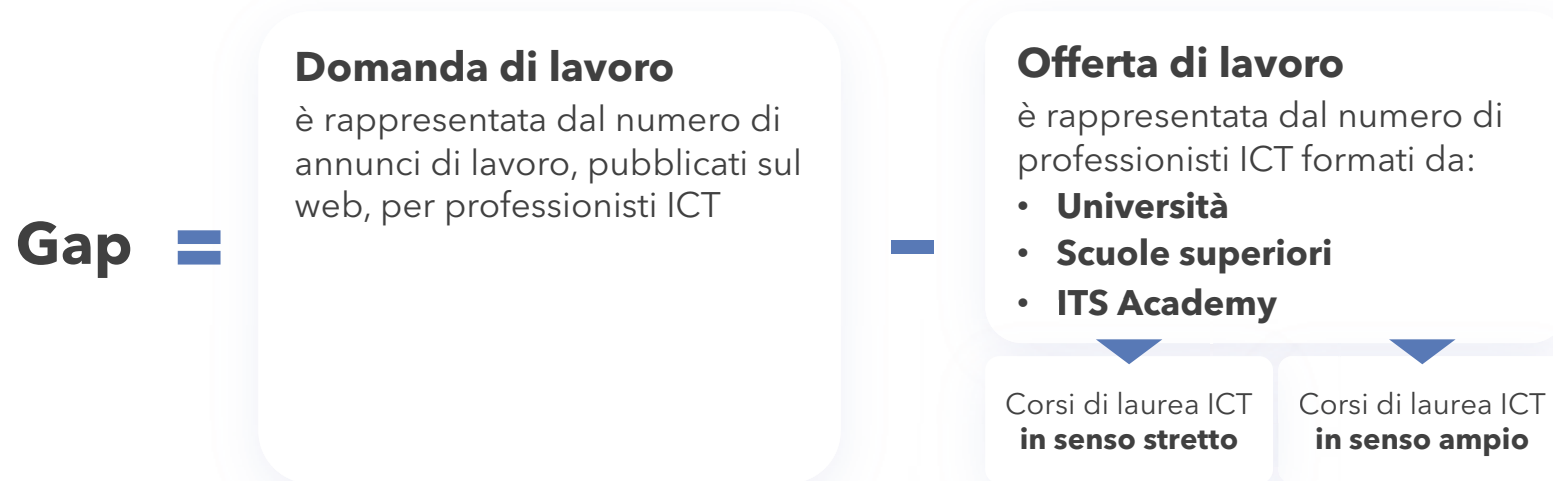 Gap =
Domanda di lavoro
è rappresentata dal numero di
annunci di lavoro, pubblicati sul
web, per professionisti ICT
-
Offerta di lavoro
è rappresentata dal numero di
professionisti ICT formati da:
• Università
• Scuole superiori
• ITS Academy
Corsi di laurea ICT
in senso stretto
Corsi di laurea ICT
in senso ampio